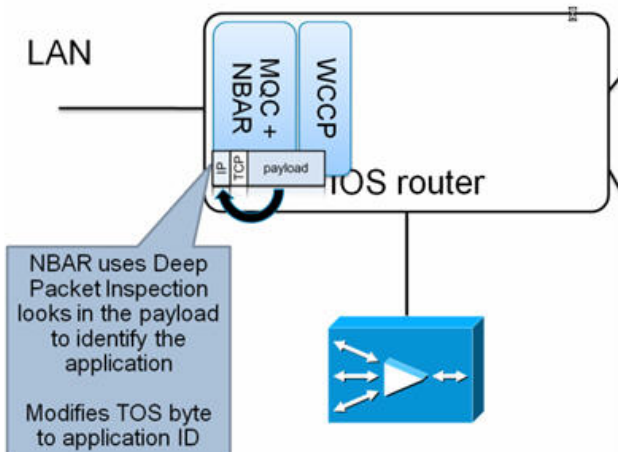 LAN
MQC +
NBAR
WCCP
IP
TCP
payload
IOS router
NBAR uses Deep
Packet Inspection
looks in the payload
to identify the
application
Modifies TOS byte
to application ID